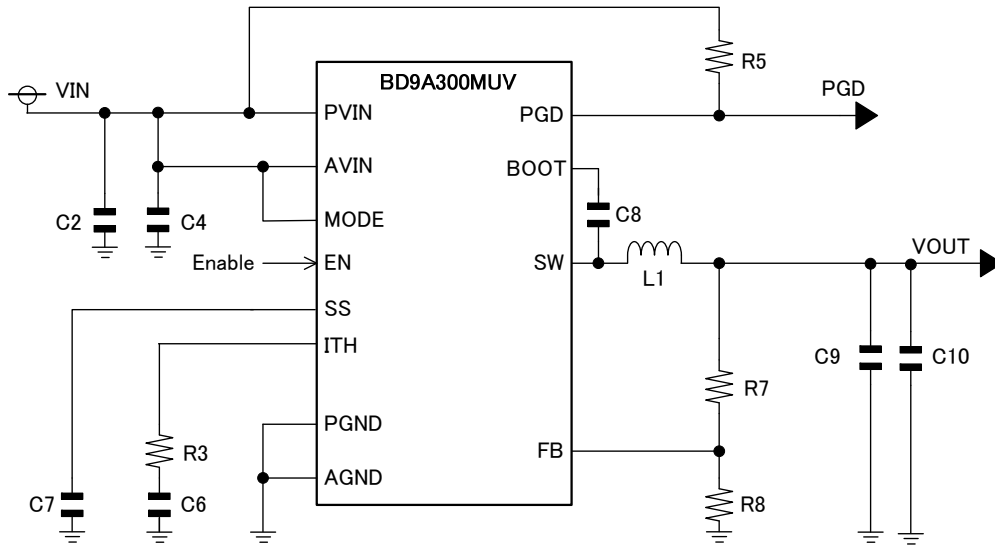 BD9A300MUV
R5
VIN
PGD
PVIN
PGD
AVIN
BOOT
C2
C4
MODE
C8
Enable
EN
SW
L1
VOUT
SS
ITH
C9
C10
R7
PGND
R3
FB
AGND
C7
C6
R8